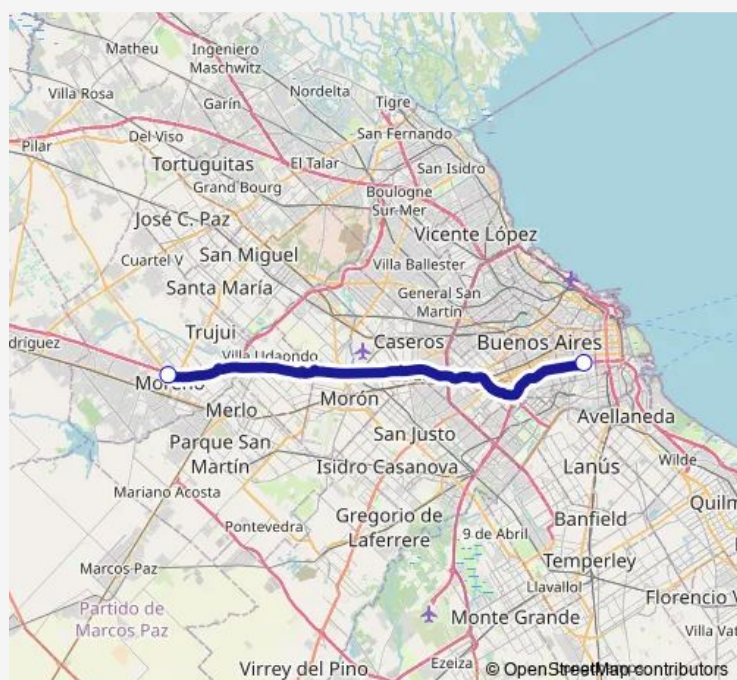 Matheu
Ingeniero
Maschwitz
Villa Rosa
Nordelta
Garín
Tigre
Pilar
Del Viso
San Fernando
Tortuguitas
El Talar
San Isidro
Grand Bourg
Boulogne
Sur Mer
José C. Paz
Vicente López
Cuartel V
San Miguel
Villa Ballester
Santa María
General San
Martín
Trujui
dríguez
Caseros
Buenos Aires
Villa Udaondo
Moreno
Merlo
Morón
Avellaneda
Parque San
Martín
San Justo
Isidro Casanova
Lanús
Wilde
Mariano Acosta
Quilm
Pontevedra
Gregorio de
Laferrere
9 de Abril
Banfield
Marcos Paz
Temperley
Llavallol
Florencio V
Partido de
Marcos Paz
Monte Grande
Villa Vat
Virrey del Pino
Ezeiza
© OpenStreetMap contributors